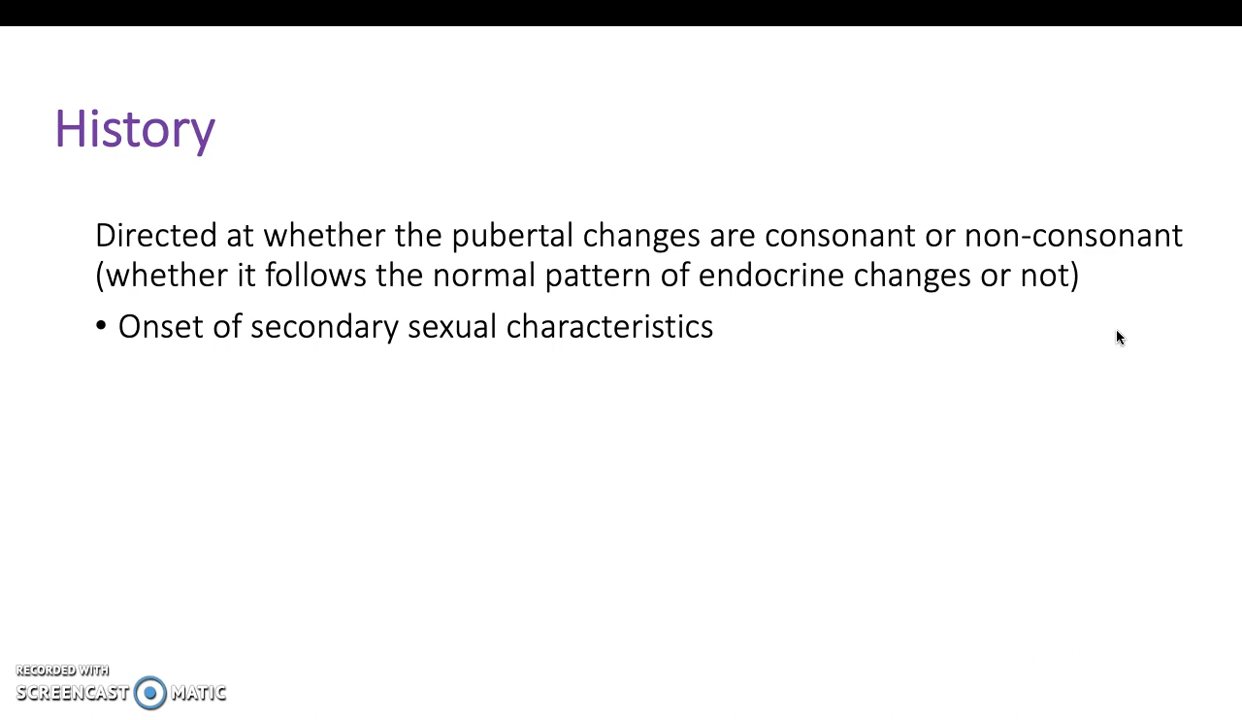 History
Directed at whether the pubertal changes are consonant or non-consonant
(whether it follows the normal pattern of endocrine changes or not)
• Onset of secondary sexual characteristics
RECORDED WITH
SCREENCAST MATIC